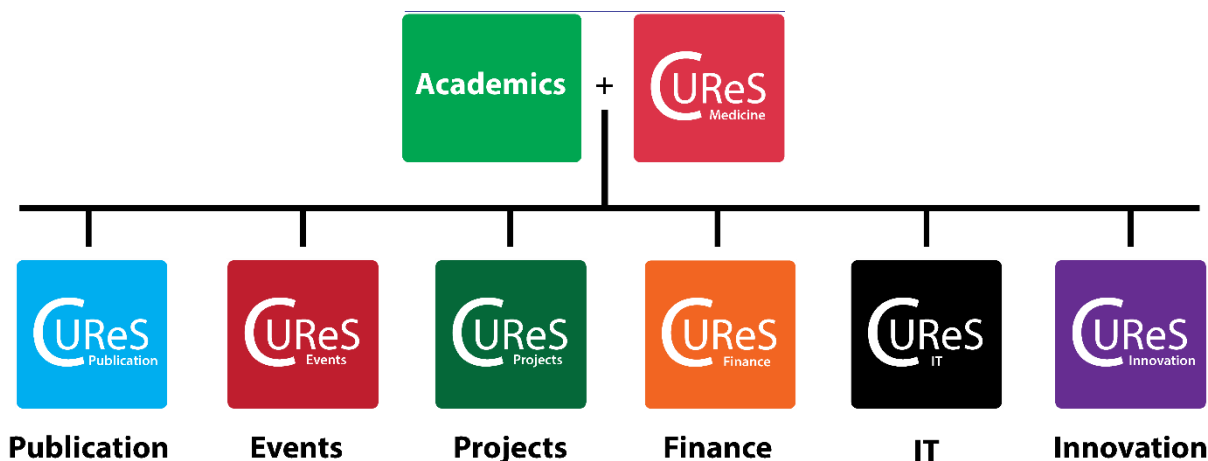 Academics
+
CUReS
Medicine
CUReS
Publication
CUReS
Events
CUReS
Projects
CUReS
Finance
CUReS
IT
CUReS
Innovation
Publication
Events
Projects
Finance
IT
Innovation